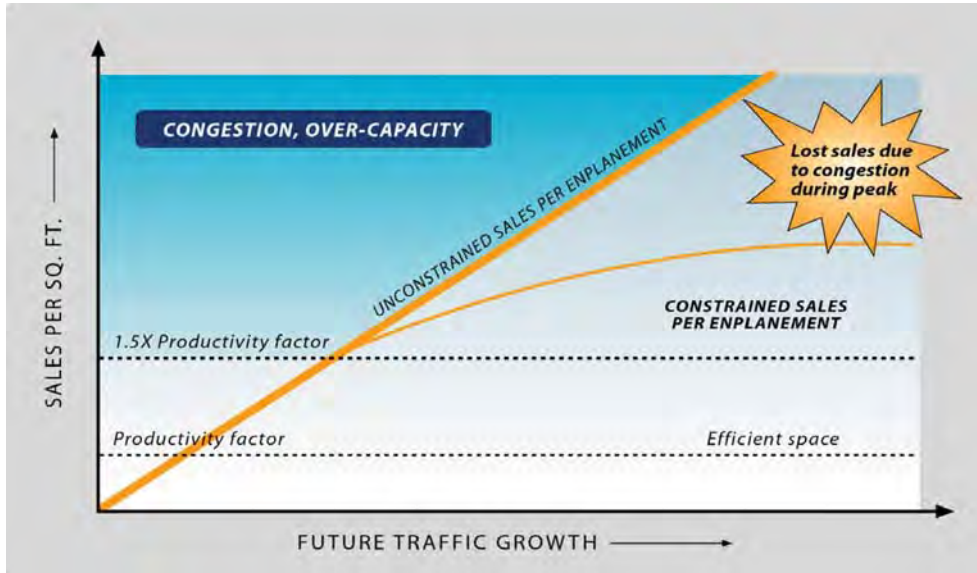 CONGESTION, OVER-CAPACITY
Lost sales due
to congestion
during peak
UNCONSTRAINED SALES PER ENPLANEMENT
CONSTRAINED SALES
PER ENPLANEMENT
1.5X Productivity factor
Productivity factor
Efficient space
SALES PER SQ. FT.
FUTURE TRAFFIC GROWTH